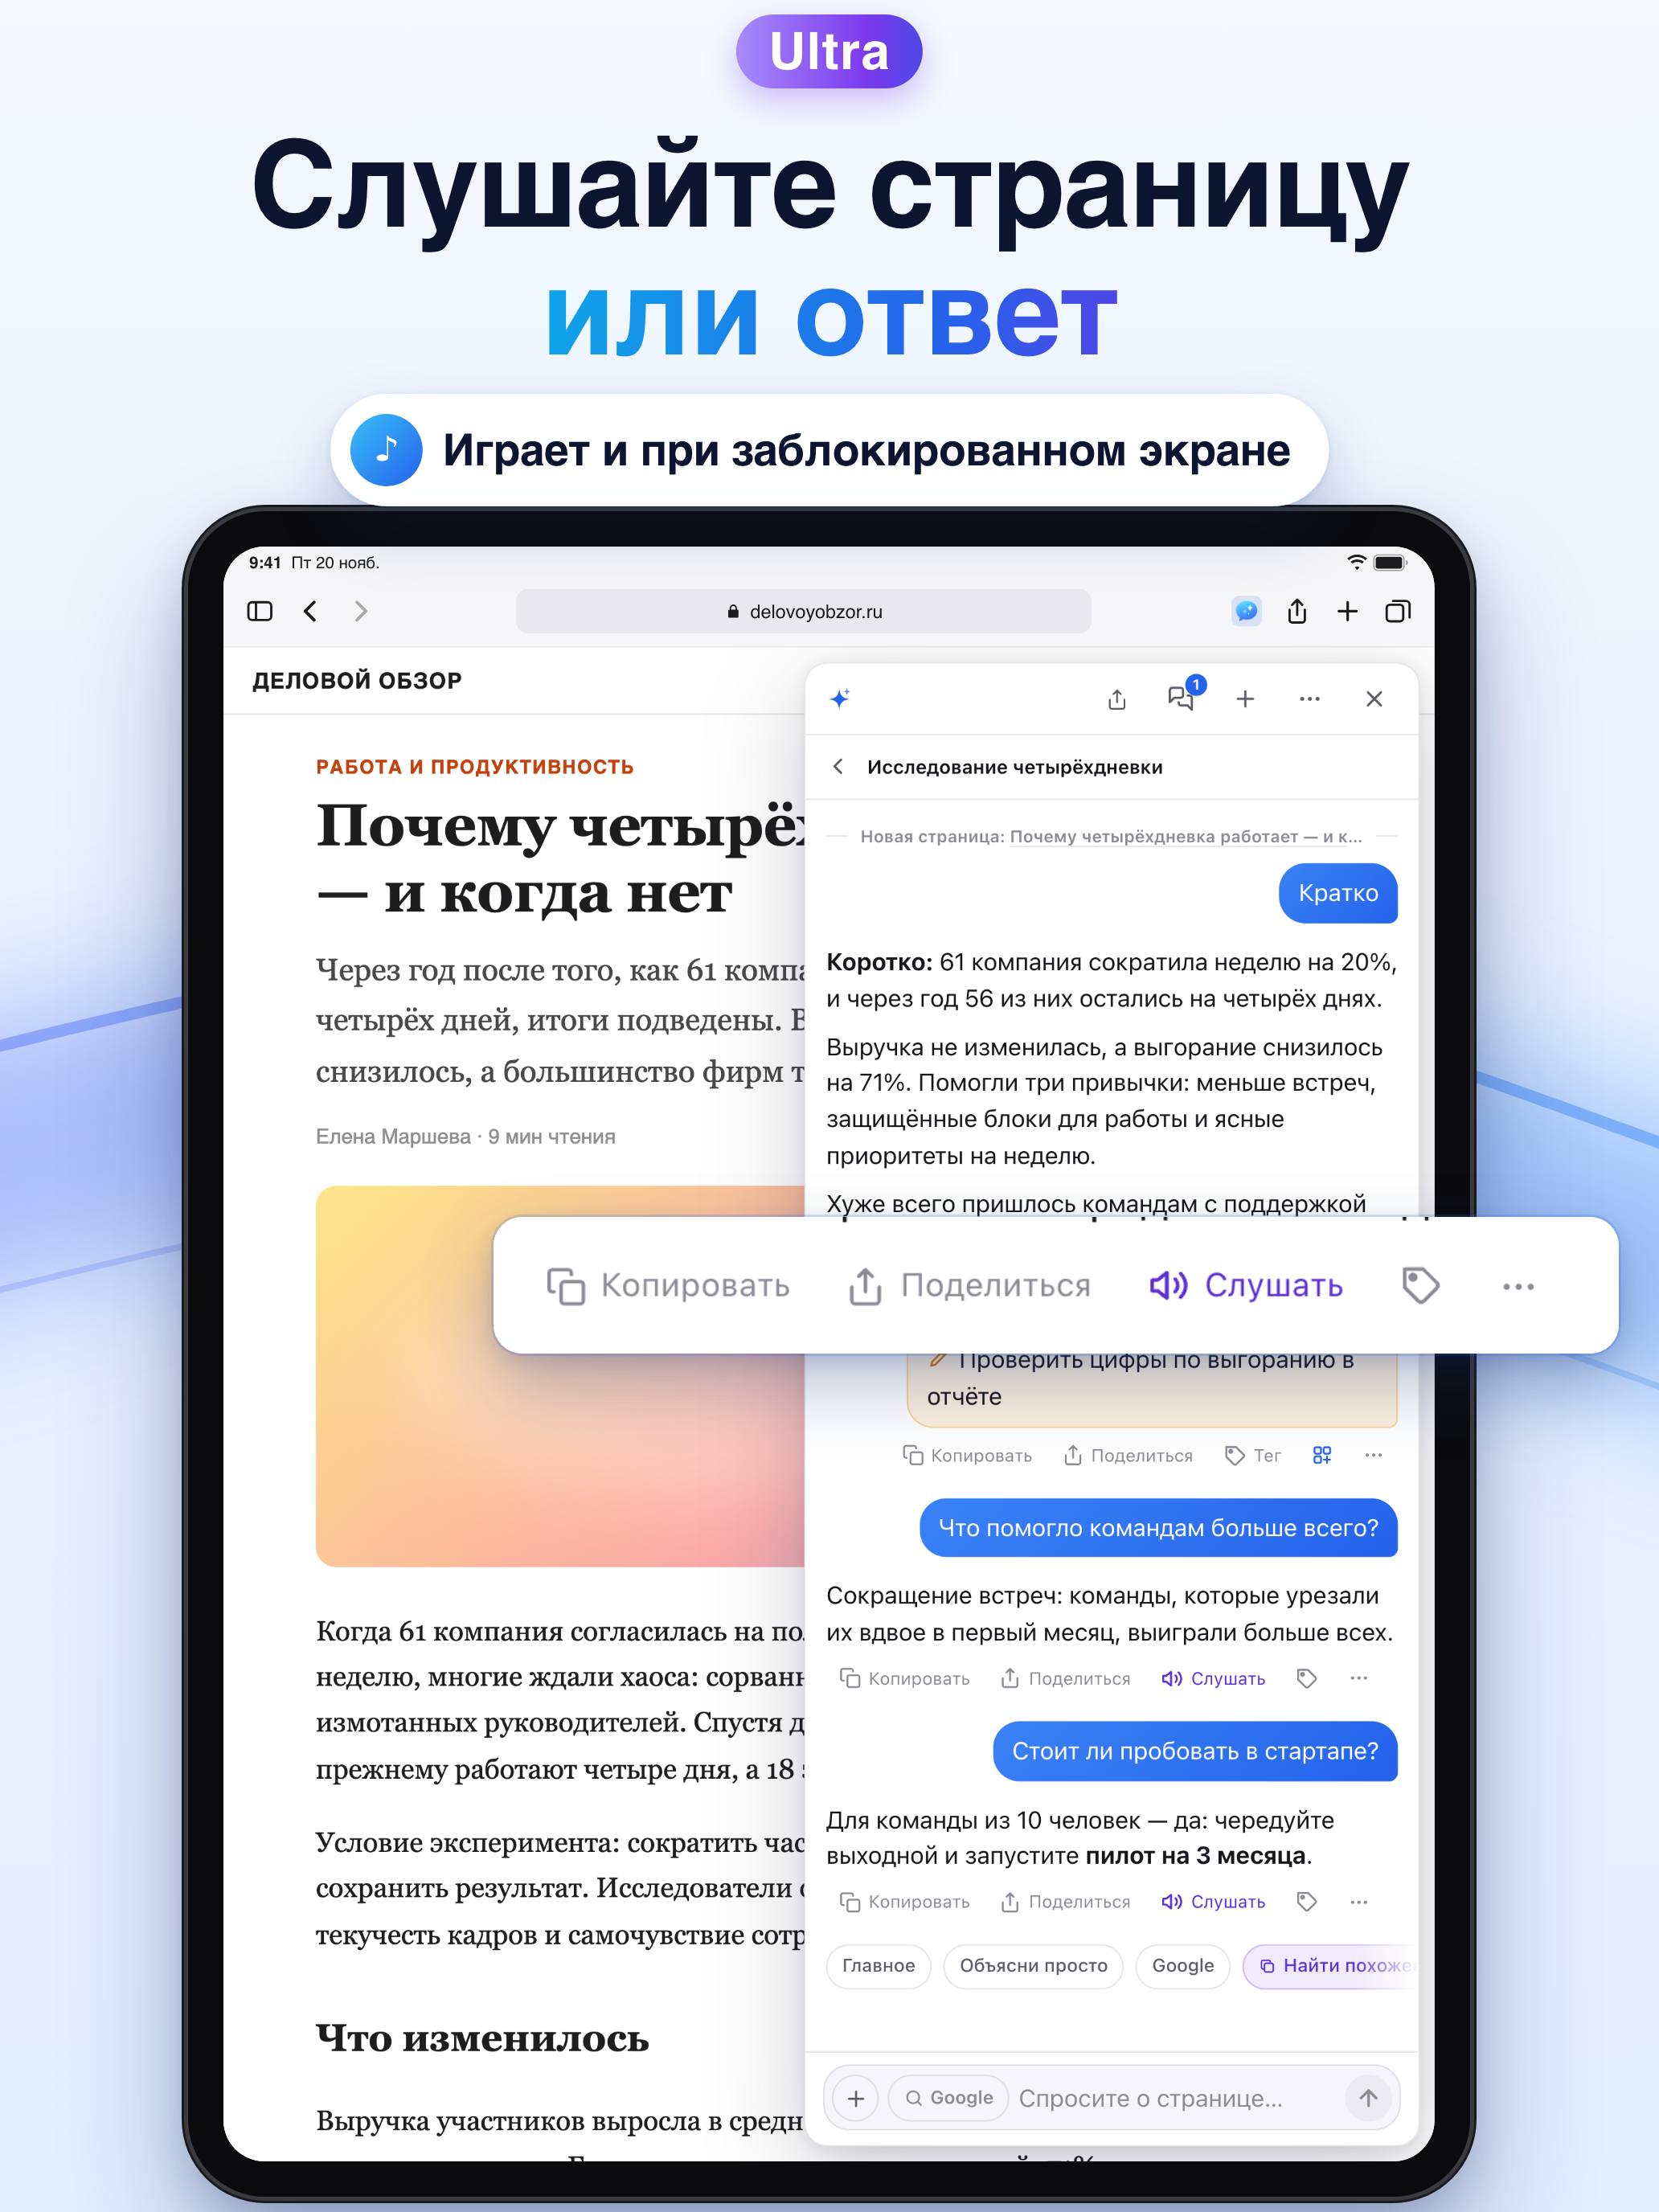 Ultra
Слушайте страницу
или ответ
Играет и при заблокированном экране
9:41 Пт 20 нояб.
delovoyobzor.ru
ДЕЛОВОЙ ОБЗОР
РАБОТА И ПРОДУКТИВНОСТЬ
Почему четырёх
— и когда нет
Через год после того, как 61 компа
четырёх дней, итоги подведены. В
снизилось, а большинство фирм т
Елена Маршева · 9 мин чтения
Когда 61 компания согласилась на пол
неделю, многие ждали хаоса: сорванн
измотанных руководителей. Спустя д
прежнему работают четыре дня, а 18
Условие эксперимента: сократить час
сохранить результат. Исследователи
текучесть кадров и самочувствие сотр
Что изменилось
Выручка участников выросла в средн
1
Исследование четырёхдневки
Новая страница: Почему четырёхдневка работает — и к...
Кратко
Коротко: 61 компания сократила неделю на 20%,
и через год 56 из них остались на четырёх днях.
Выручка не изменилась, а выгорание снизилось
на 71%. Помогли три привычки: меньше встреч,
защищённые блоки для работы и ясные
приоритеты на неделю.
Хуже всего пришлось командам с поддержкой
Копировать Поделиться Слушать
Проверить цифры по выгоранию в
отчёте
Копировать Поделиться Тег
Что помогло командам больше всего?
Сокращение встреч: команды, которые урезали
их вдвое в первый месяц, выиграли больше всех.
Копировать Поделиться Слушать
Стоит ли пробовать в стартапе?
Для команды из 10 человек — да: чередуйте
выходной и запустите пилот на 3 месяца.
Копировать Поделиться Слушать
Главное Объясни просто Google Найти похоже
Google Спросите о странице...